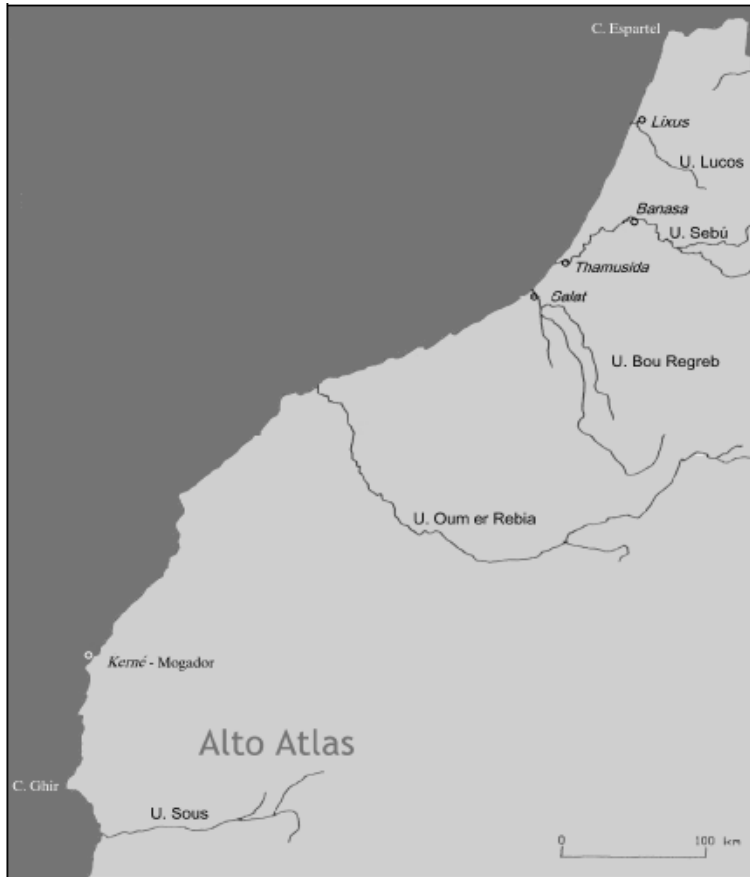 C. Espartel
Lixus
U. Lucos
Banasa
U. Sebú
Thamusida
Salat
U. Bou Regreb
U. Oum er Rebia
Kerné - Mogador
Alto Atlas
C. Ghir
U. Sous
0 100 km